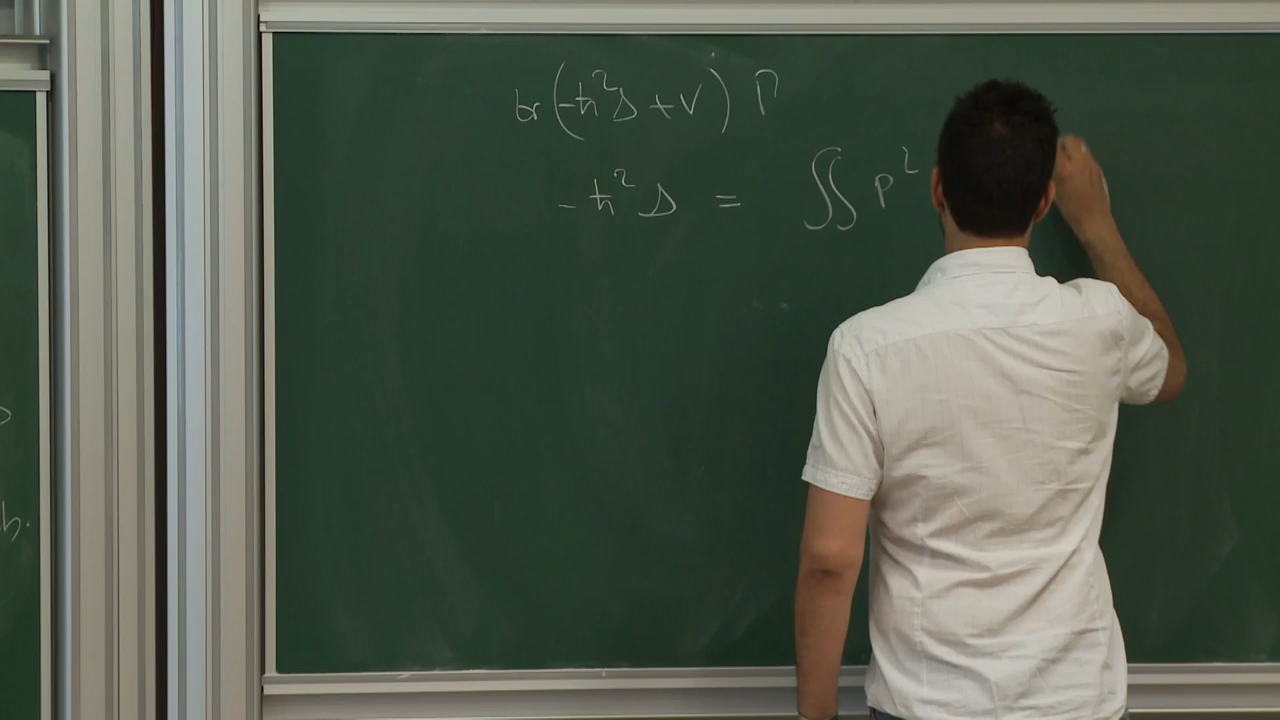 tr(-ħ²Δ + V) Γ
-ħ²Δ = ∬ p²
h.